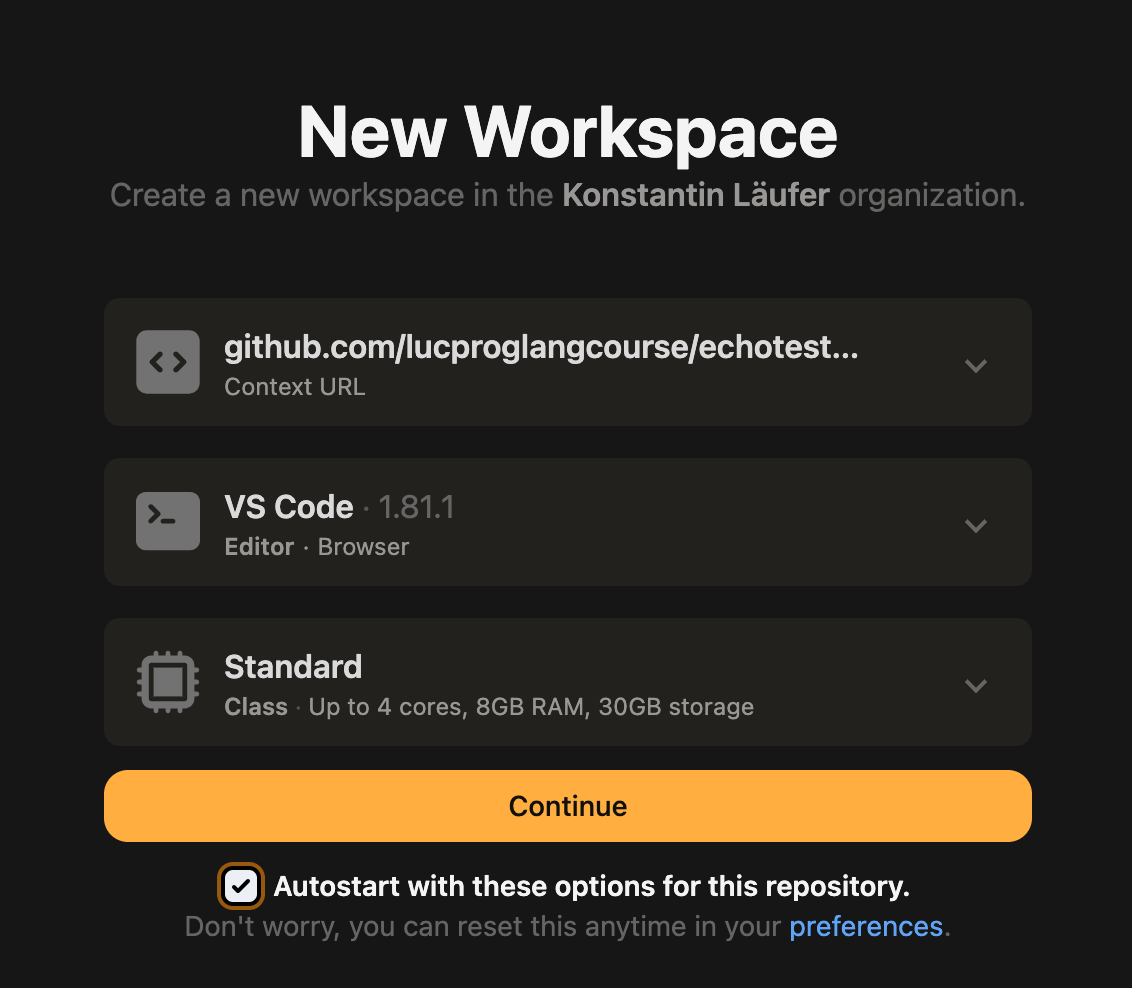 New Workspace
Create a new workspace in the Konstantin Läufer organization.
github.com/lucproglangcourse/echotest...
Context URL
VS Code · 1.81.1
Editor · Browser
Standard
Class · Up to 4 cores, 8GB RAM, 30GB storage
Continue
Autostart with these options for this repository.
Don't worry, you can reset this anytime in your preferences.